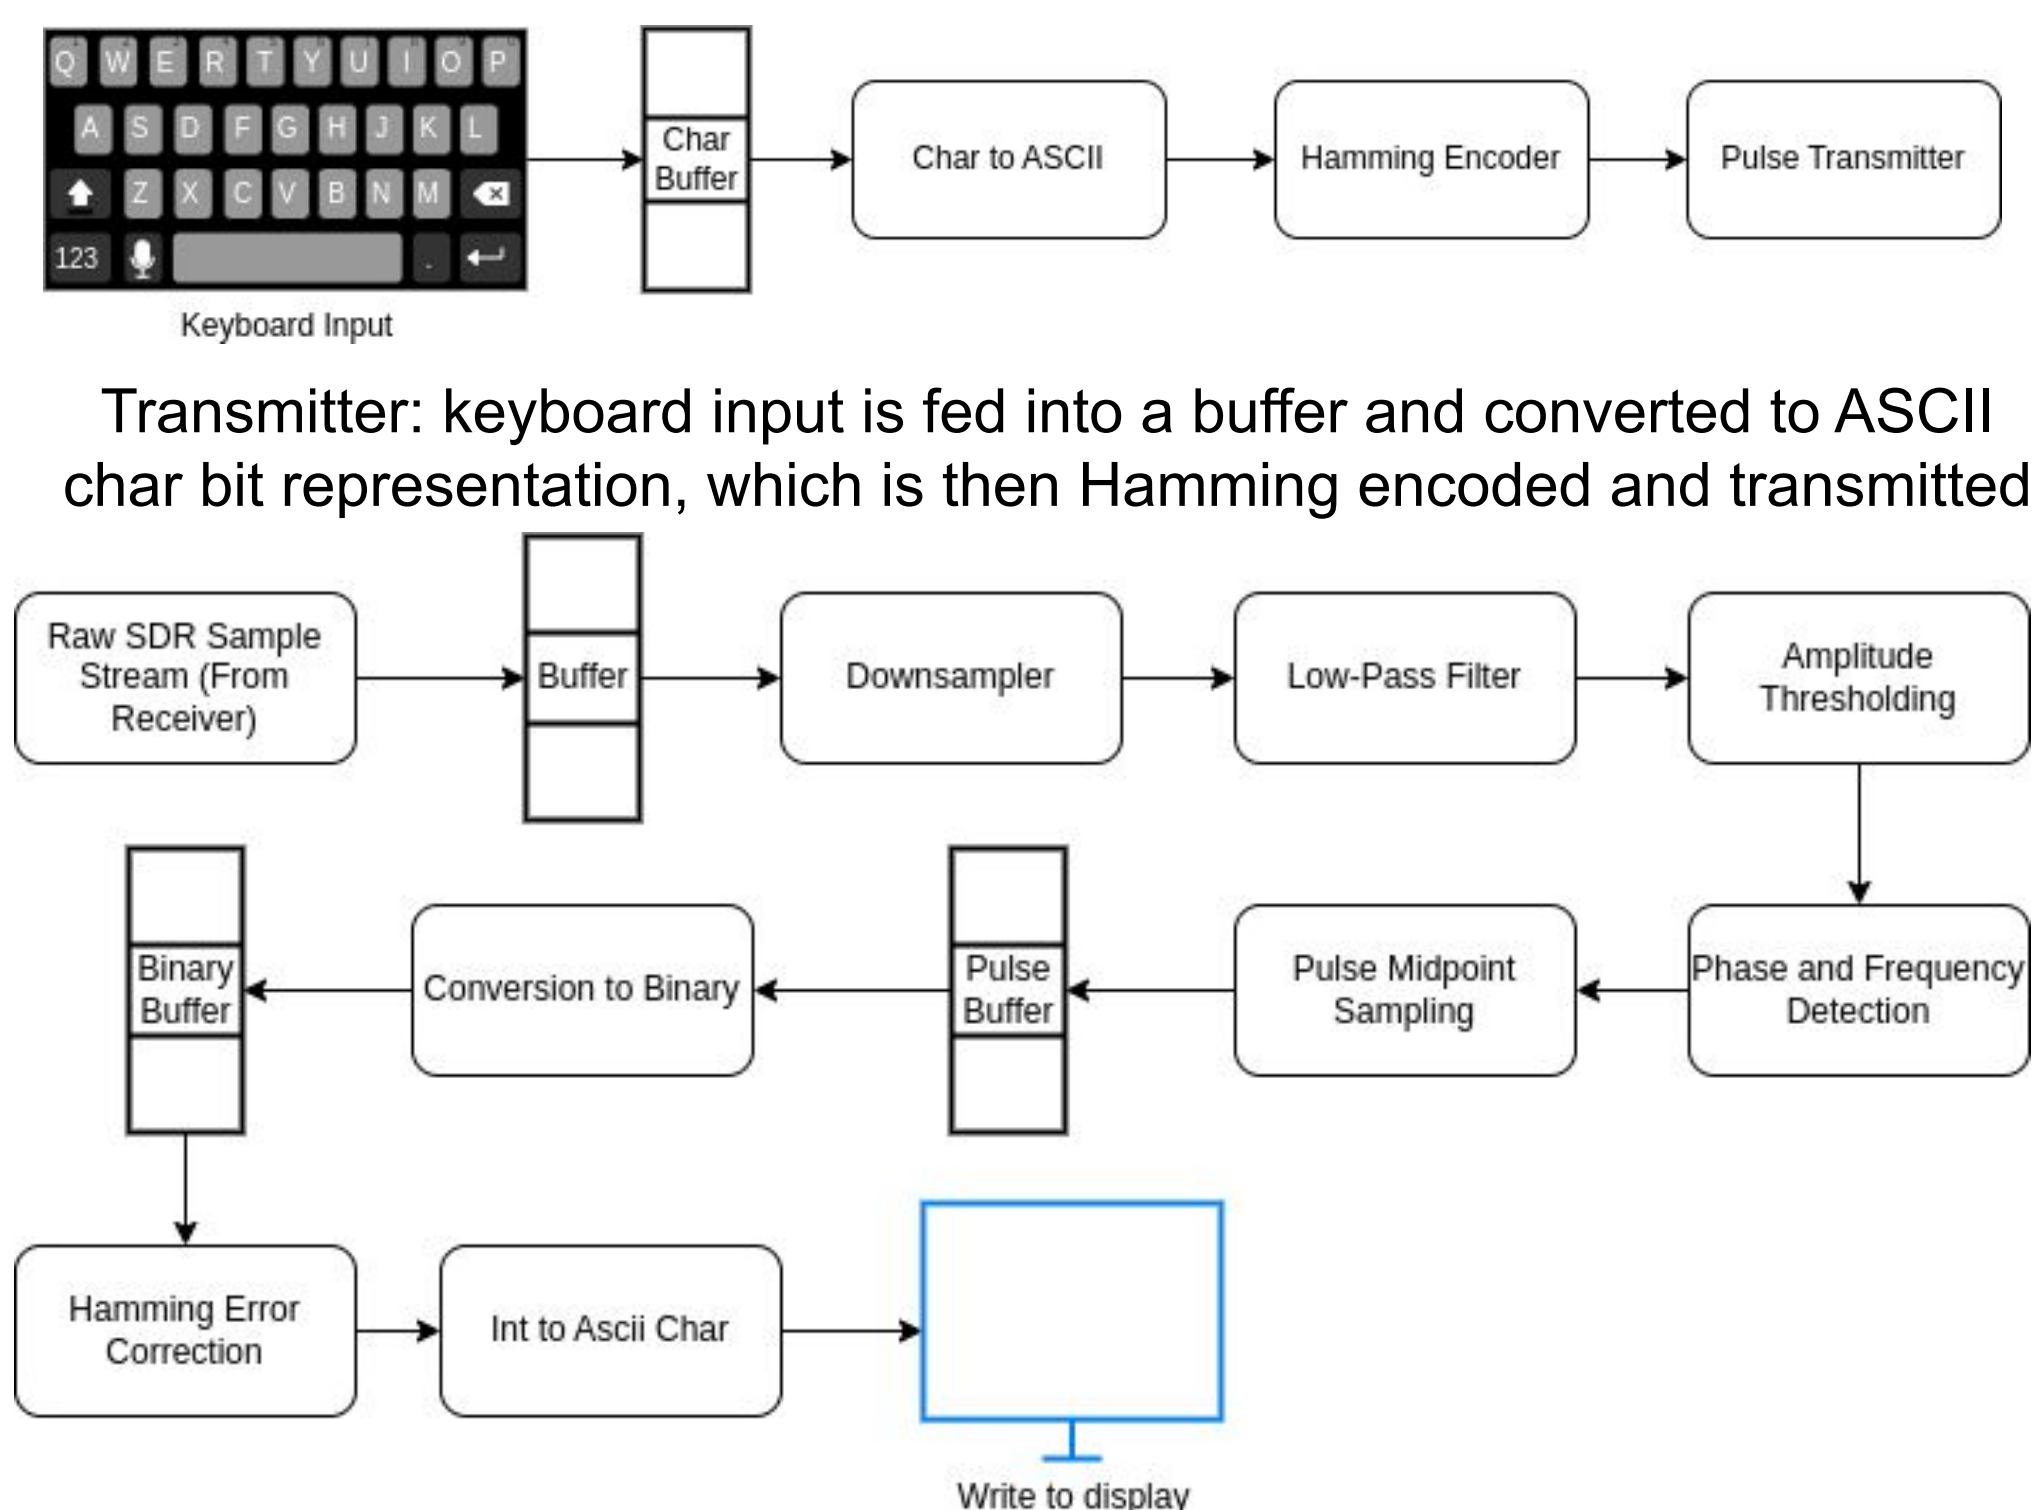 Q W E R T Y U I O P
A S D F G H J K L
Z X C V B N M
123 .
Keyboard Input
Char
Buffer
Char to ASCII
Hamming Encoder
Pulse Transmitter
Transmitter: keyboard input is fed into a buffer and converted to ASCII
char bit representation, which is then Hamming encoded and transmitted
Raw SDR Sample
Stream (From
Receiver)
Buffer
Downsampler
Low-Pass Filter
Amplitude
Thresholding
Phase and Frequency
Detection
Pulse Midpoint
Sampling
Pulse
Buffer
Conversion to Binary
Binary
Buffer
Hamming Error
Correction
Int to Ascii Char
Write to display